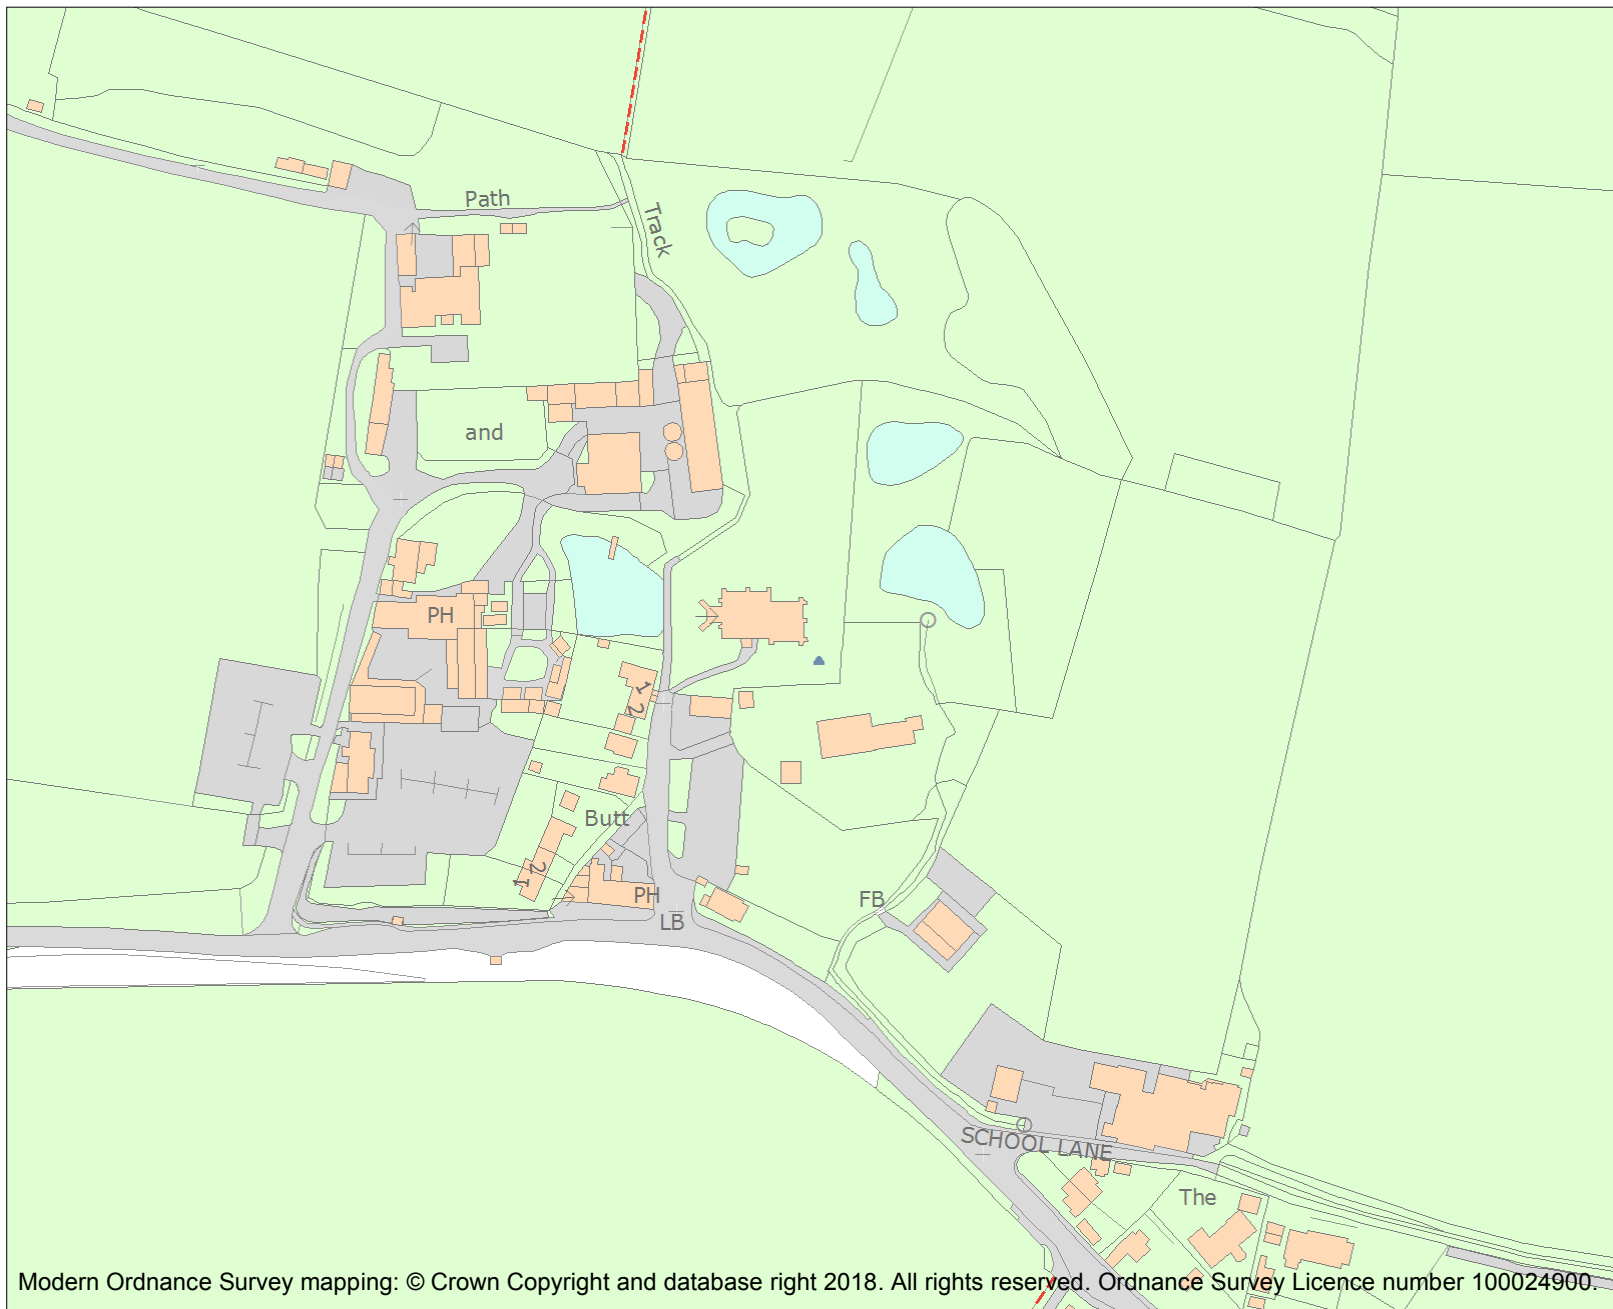 Path
Track
and
PH
1
2
Butt
2
1
PH
FB
LB
SCHOOL LANE
The
Modern Ordnance Survey mapping: © Crown Copyright and database right 2018. All rights reserved. Ordnance Survey Licence number 100024900.